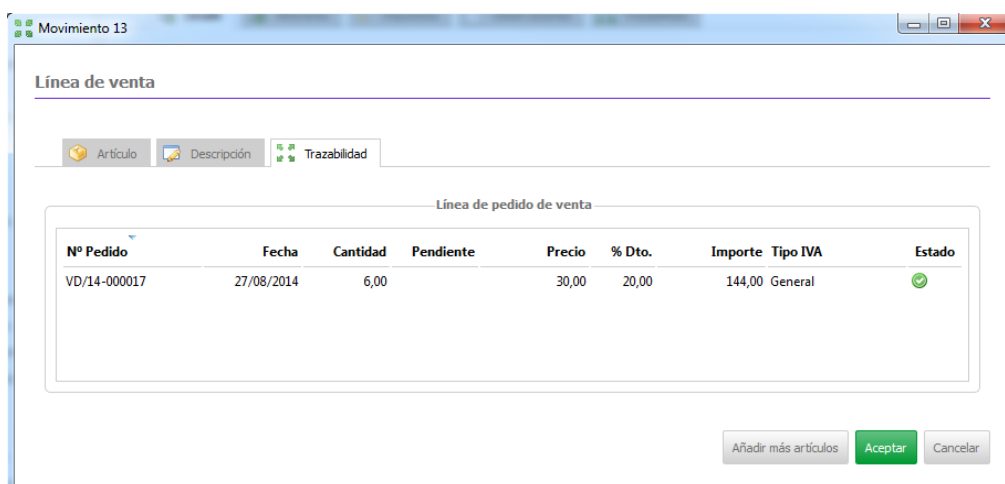 Movimiento 13
Línea de venta
Artículo Descripción Trazabilidad
Línea de pedido de venta
Nº Pedido Fecha Cantidad Pendiente Precio % Dto. Importe Tipo IVA Estado
VD/14-000017 27/08/2014 6,00 30,00 20,00 144,00 General
Añadir más artículos Aceptar Cancelar